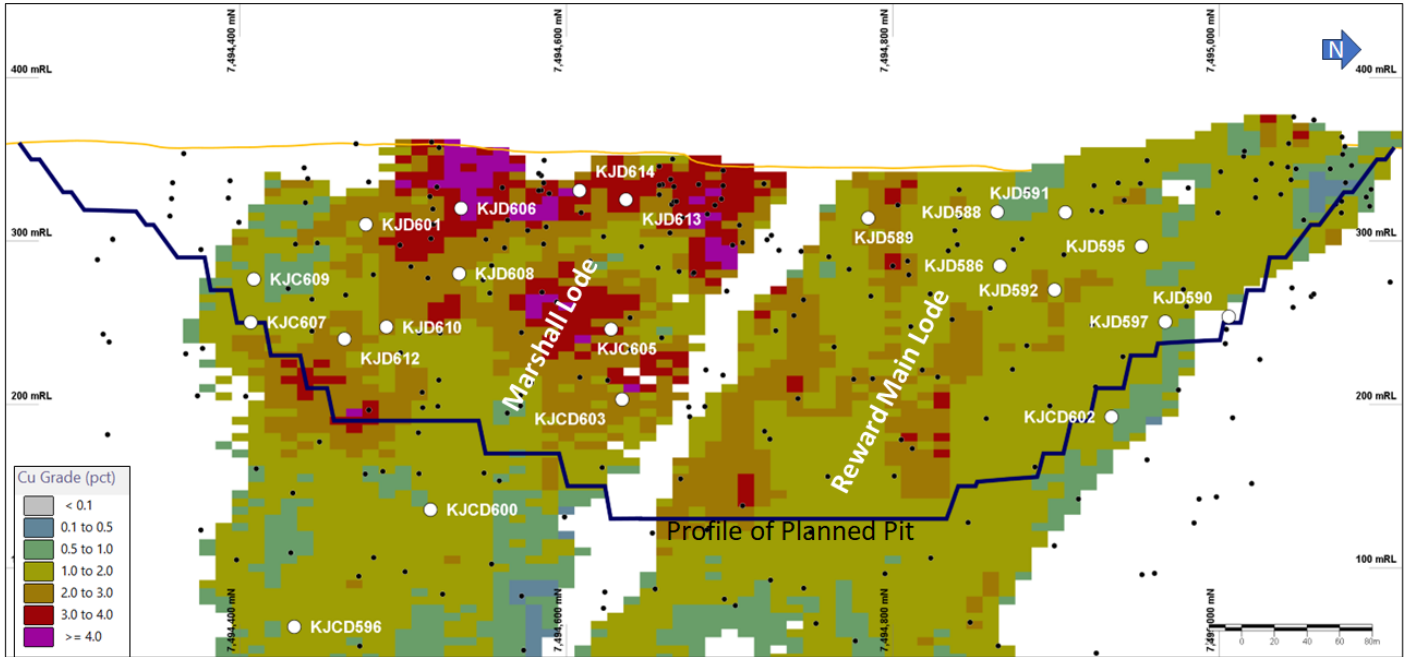 7,494,400 mN
7,494,600 mN
7,494,800 mN
7,495,000 mN
N
400 mRL
400 mRL
KJD614
KJD606
KJD613
KJD601
KJD591
KJD588
KJD589
KJD595
300 mRL
300 mRL
KJC609
KJD608
KJD586
KJD592
KJD590
KJC607
KJD610
KJD597
KJD612
KJC605
Marshall Lode
Reward Main Lode
KJCD603
KJCD602
200 mRL
200 mRL
Cu Grade (pct)
< 0.1
0.1 to 0.5
0.5 to 1.0
1.0 to 2.0
2.0 to 3.0
3.0 to 4.0
>= 4.0
KJCD600
Profile of Planned Pit
100 mRL
KJCD596
7,494,400 mN
7,494,600 mN
7,494,800 mN
0 20 40 60 80m